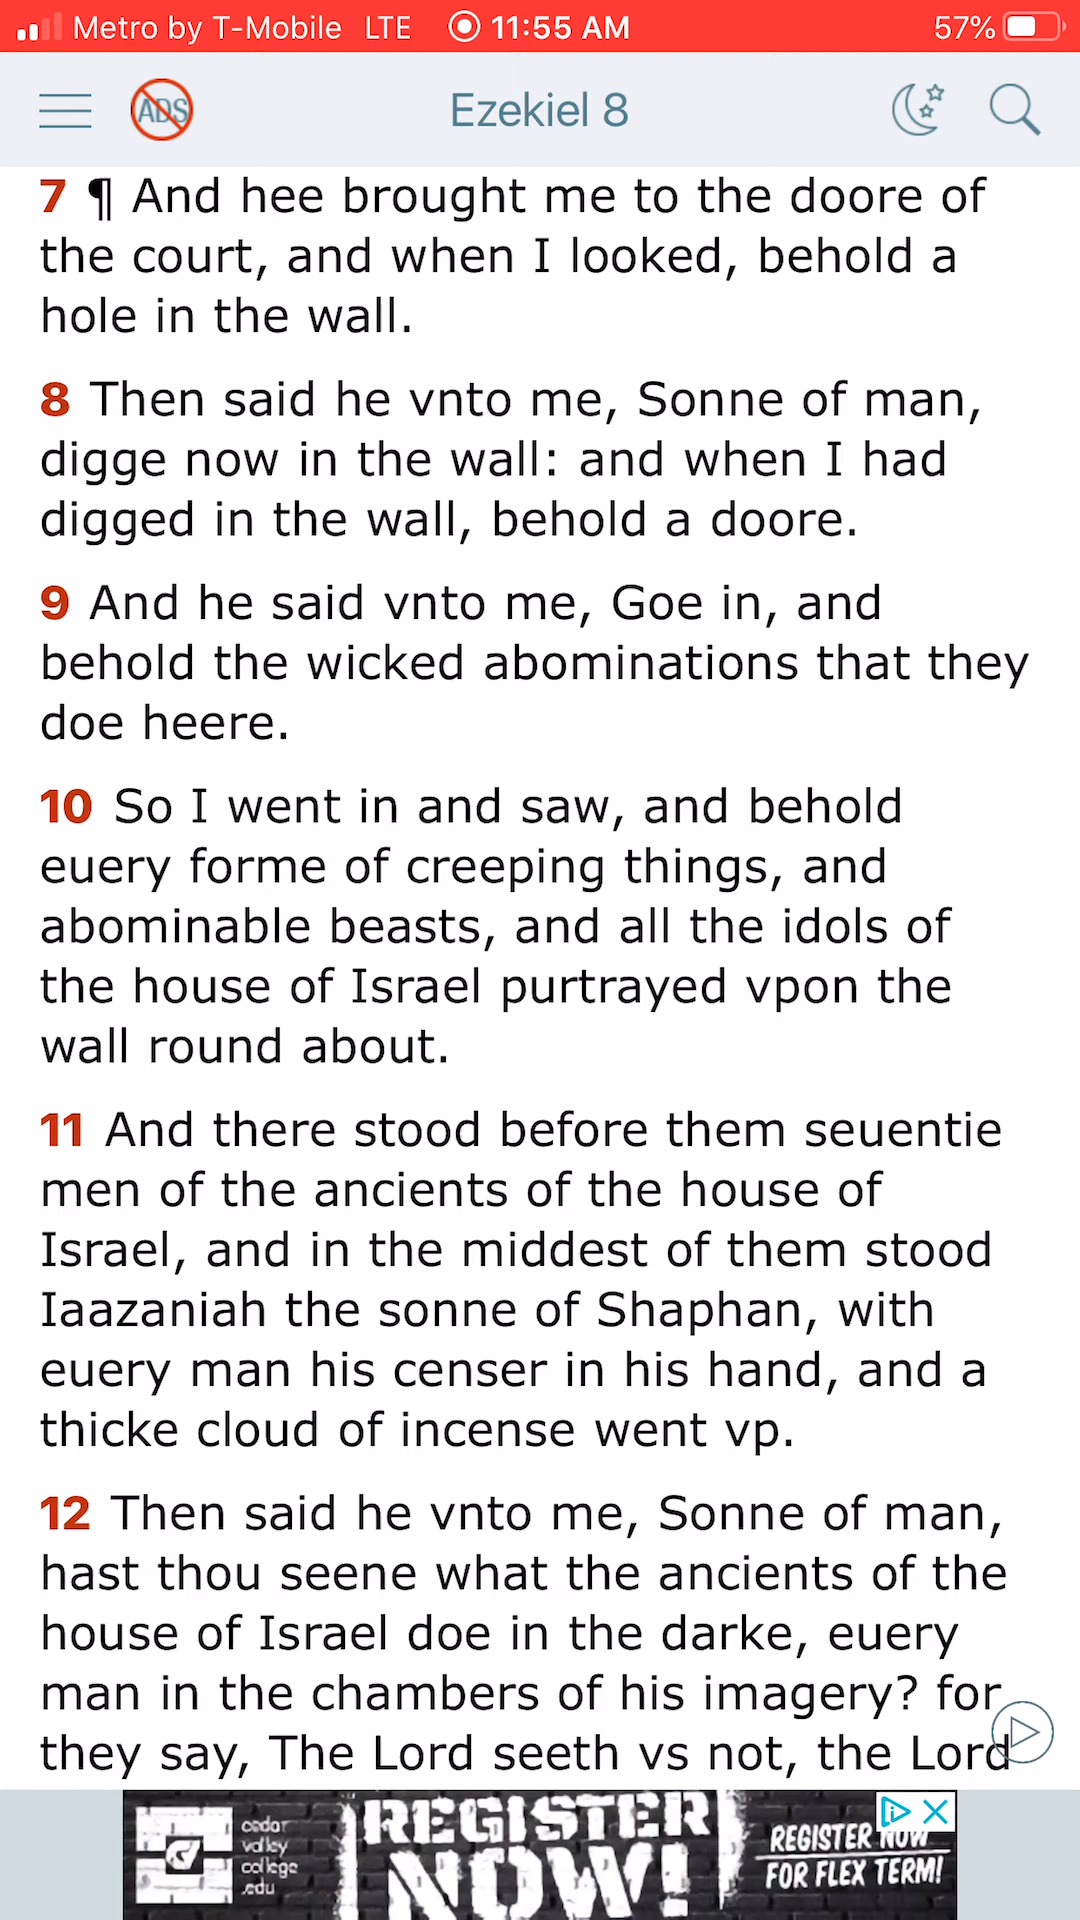 Metro by T-Mobile LTE 11:55 AM 57%
ADS Ezekiel 8
7 ¶ And hee brought me to the doore of
the court, and when I looked, behold a
hole in the wall.
8 Then said he vnto me, Sonne of man,
digge now in the wall: and when I had
digged in the wall, behold a doore.
9 And he said vnto me, Goe in, and
behold the wicked abominations that they
doe heere.
10 So I went in and saw, and behold
euery forme of creeping things, and
abominable beasts, and all the idols of
the house of Israel purtrayed vpon the
wall round about.
11 And there stood before them seuentie
men of the ancients of the house of
Israel, and in the middest of them stood
Iaazaniah the sonne of Shaphan, with
euery man his censer in his hand, and a
thicke cloud of incense went vp.
12 Then said he vnto me, Sonne of man,
hast thou seene what the ancients of the
house of Israel doe in the darke, euery
man in the chambers of his imagery? for
they say, The Lord seeth vs not, the Lord
cedar
valley
college
.edu
REGISTER
NOW!
REGISTER NOW
FOR FLEX TERM!